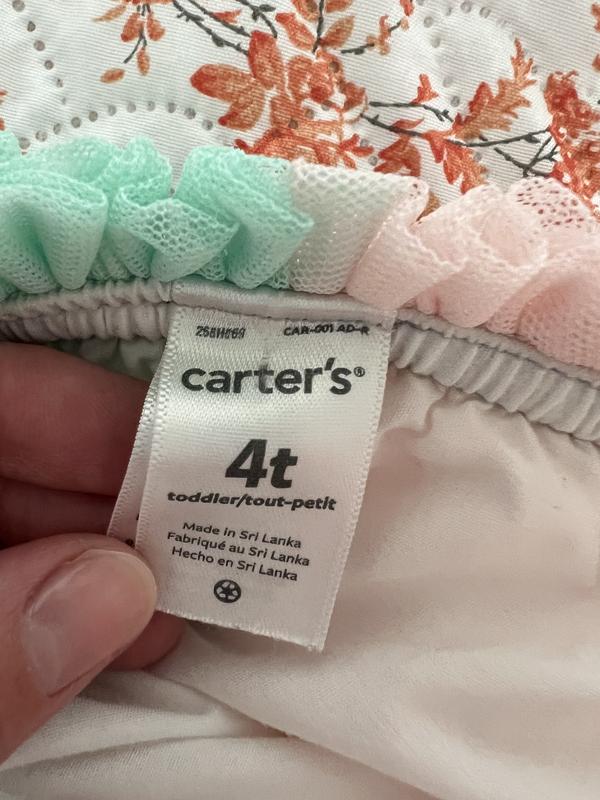 CAR-001 AD-R
carter's®
4t
toddler/tout-petit
Made in Sri Lanka
Fabriqué au Sri Lanka
Hecho en Sri Lanka